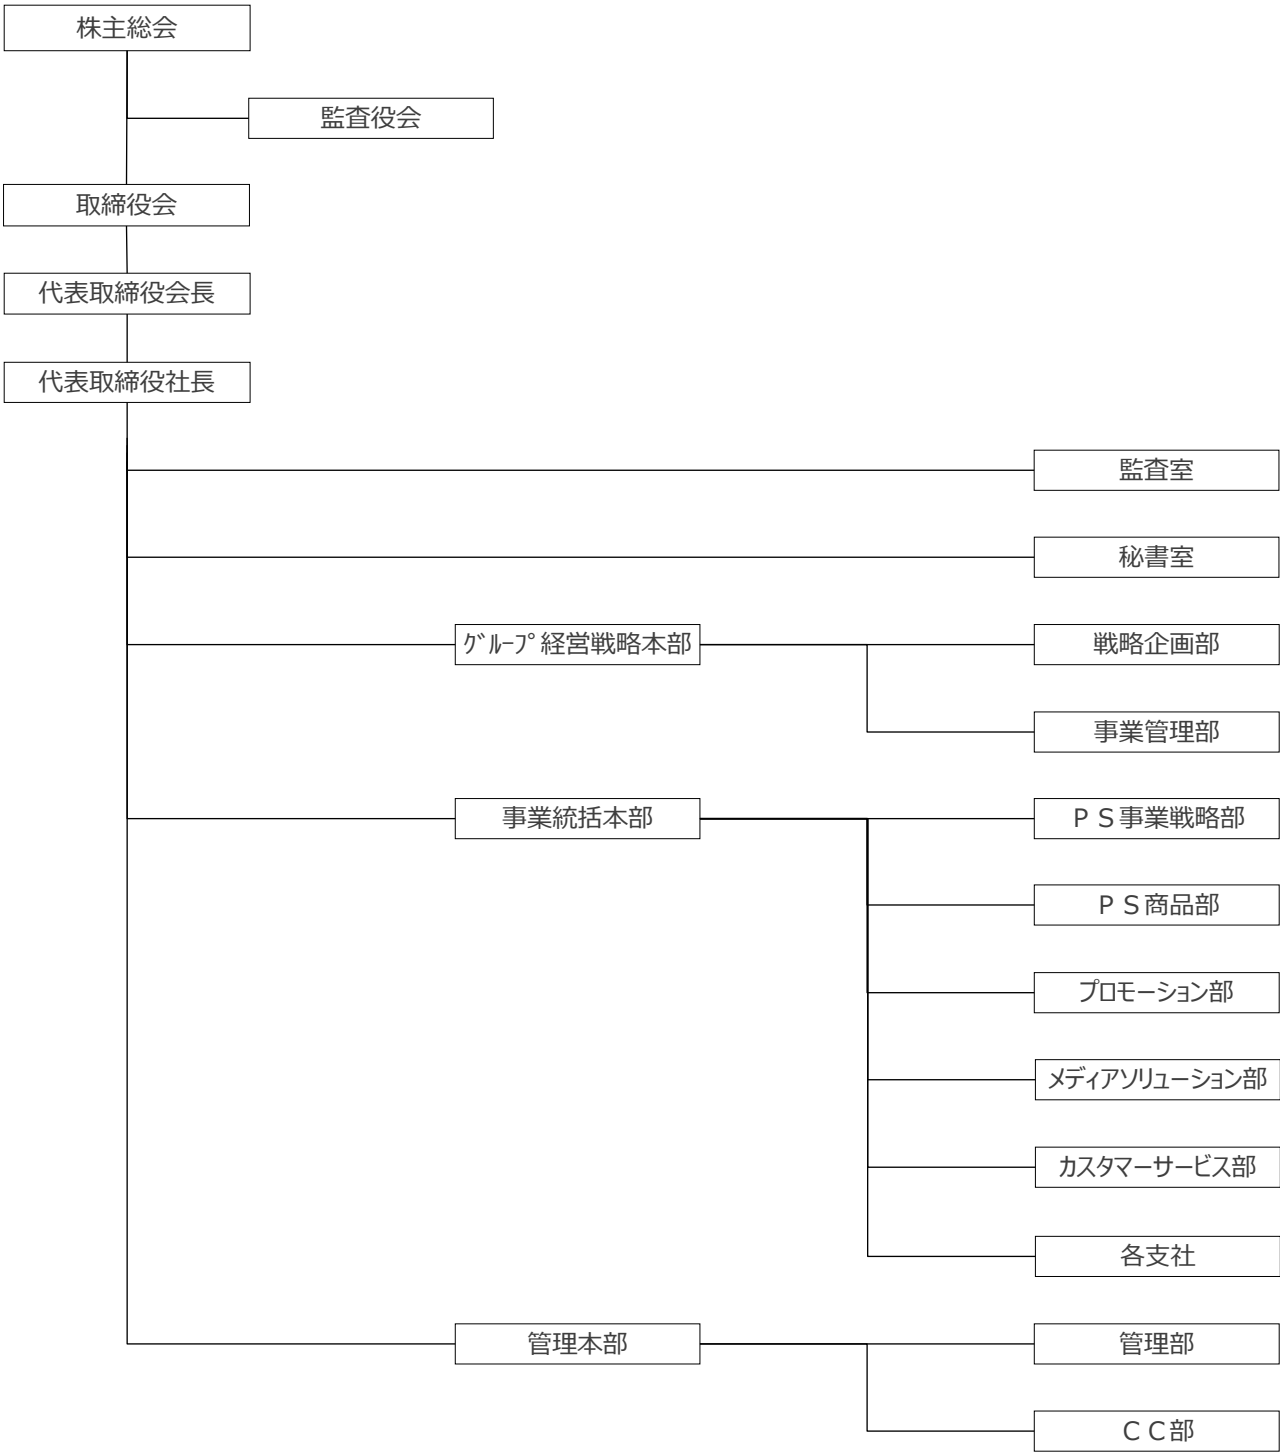 株主総会
監査役会
取締役会
代表取締役会長
代表取締役社長
監査室
秘書室
ｸﾞﾙｰﾌﾟ経営戦略本部
戦略企画部
事業管理部
事業統括本部
ＰＳ事業戦略部
ＰＳ商品部
プロモーション部
メディアソリューション部
カスタマーサービス部
各支社
管理本部
管理部
ＣＣ部